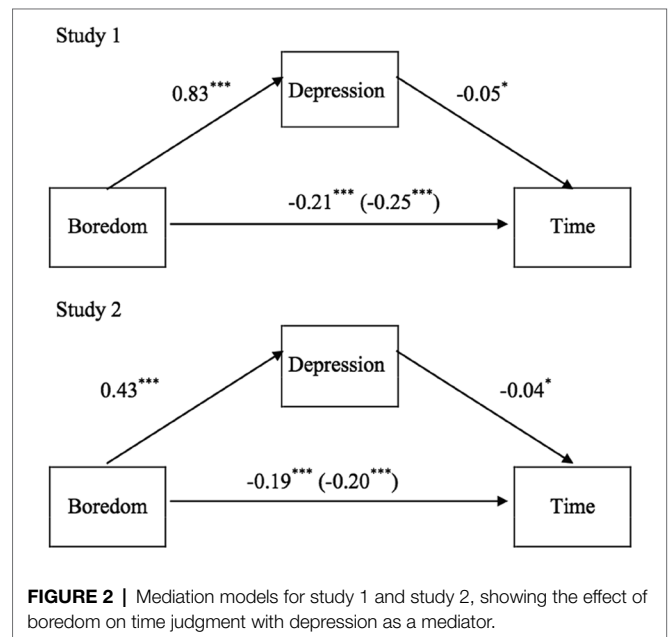 Study 1
0.83***
Depression
-0.05*
-0.21*** (-0.25***)
Boredom
Time
Study 2
0.43***
Depression
-0.04*
-0.19*** (-0.20***)
Boredom
Time
FIGURE 2 | Mediation models for study 1 and study 2, showing the effect of
boredom on time judgment with depression as a mediator.